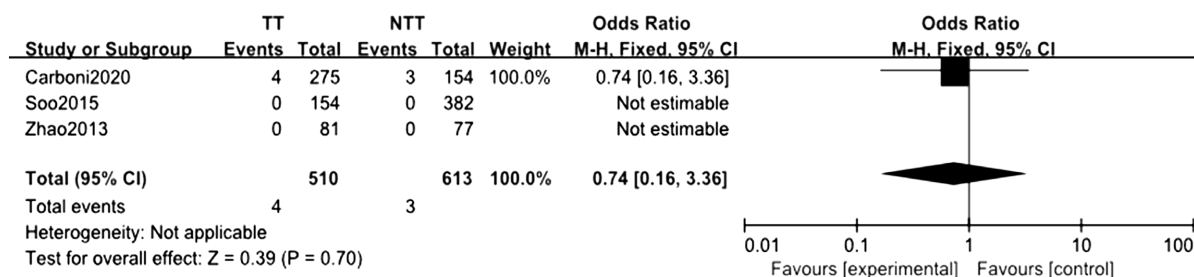 TT NTT Odds Ratio Odds Ratio
Study or Subgroup Events Total Events Total Weight M-H, Fixed, 95% CI M-H, Fixed, 95% CI
Carboni2020 4 275 3 154 100.0% 0.74 [0.16, 3.36]
Soo2015 0 154 0 382 Not estimable
Zhao2013 0 81 0 77 Not estimable
Total (95% CI) 510 613 100.0% 0.74 [0.16, 3.36]
Total events 4 3
Heterogeneity: Not applicable
Test for overall effect: Z = 0.39 (P = 0.70)
0.01 0.1 1 10 100
Favours [experimental] Favours [control]